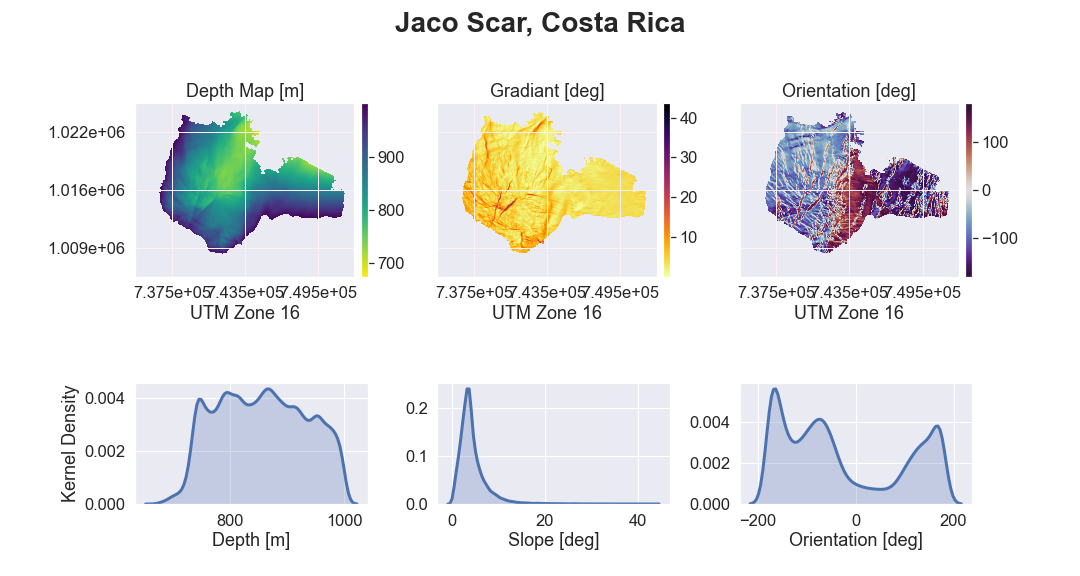 Jaco Scar, Costa Rica
Depth Map [m]
1.022e+06
1.016e+06
1.009e+06
7.375e+05
7.435e+05
7.495e+05
UTM Zone 16
900
800
700
Gradiant [deg]
7.375e+05
7.435e+05
7.495e+05
UTM Zone 16
40
30
20
10
Orientation [deg]
7.375e+05
7.435e+05
7.495e+05
UTM Zone 16
100
0
−100
Kernel Density
0.004
0.002
0.000
800
1000
Depth [m]
0.2
0.1
0.0
0
20
40
Slope [deg]
0.004
0.002
0.000
−200
0
200
Orientation [deg]